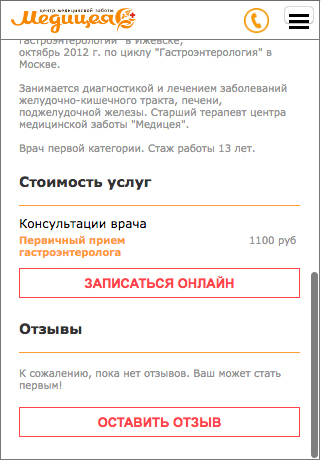 центр медицинской заботы
Медицея
гастроэнтерологии" в Ижевске,
октябрь 2012 г. по циклу "Гастроэнтерология" в
Москве.
Занимается диагностикой и лечением заболеваний
желудочно-кишечного тракта, печени,
поджелудочной железы. Старший терапевт центра
медицинской заботы "Медицея".
Врач первой категории. Стаж работы 13 лет.
Стоимость услуг
Консультации врача
Первичный прием 1100 руб
гастроэнтеролога
ЗАПИСАТЬСЯ ОНЛАЙН
Отзывы
К сожалению, пока нет отзывов. Ваш может стать
первым!
ОСТАВИТЬ ОТЗЫВ